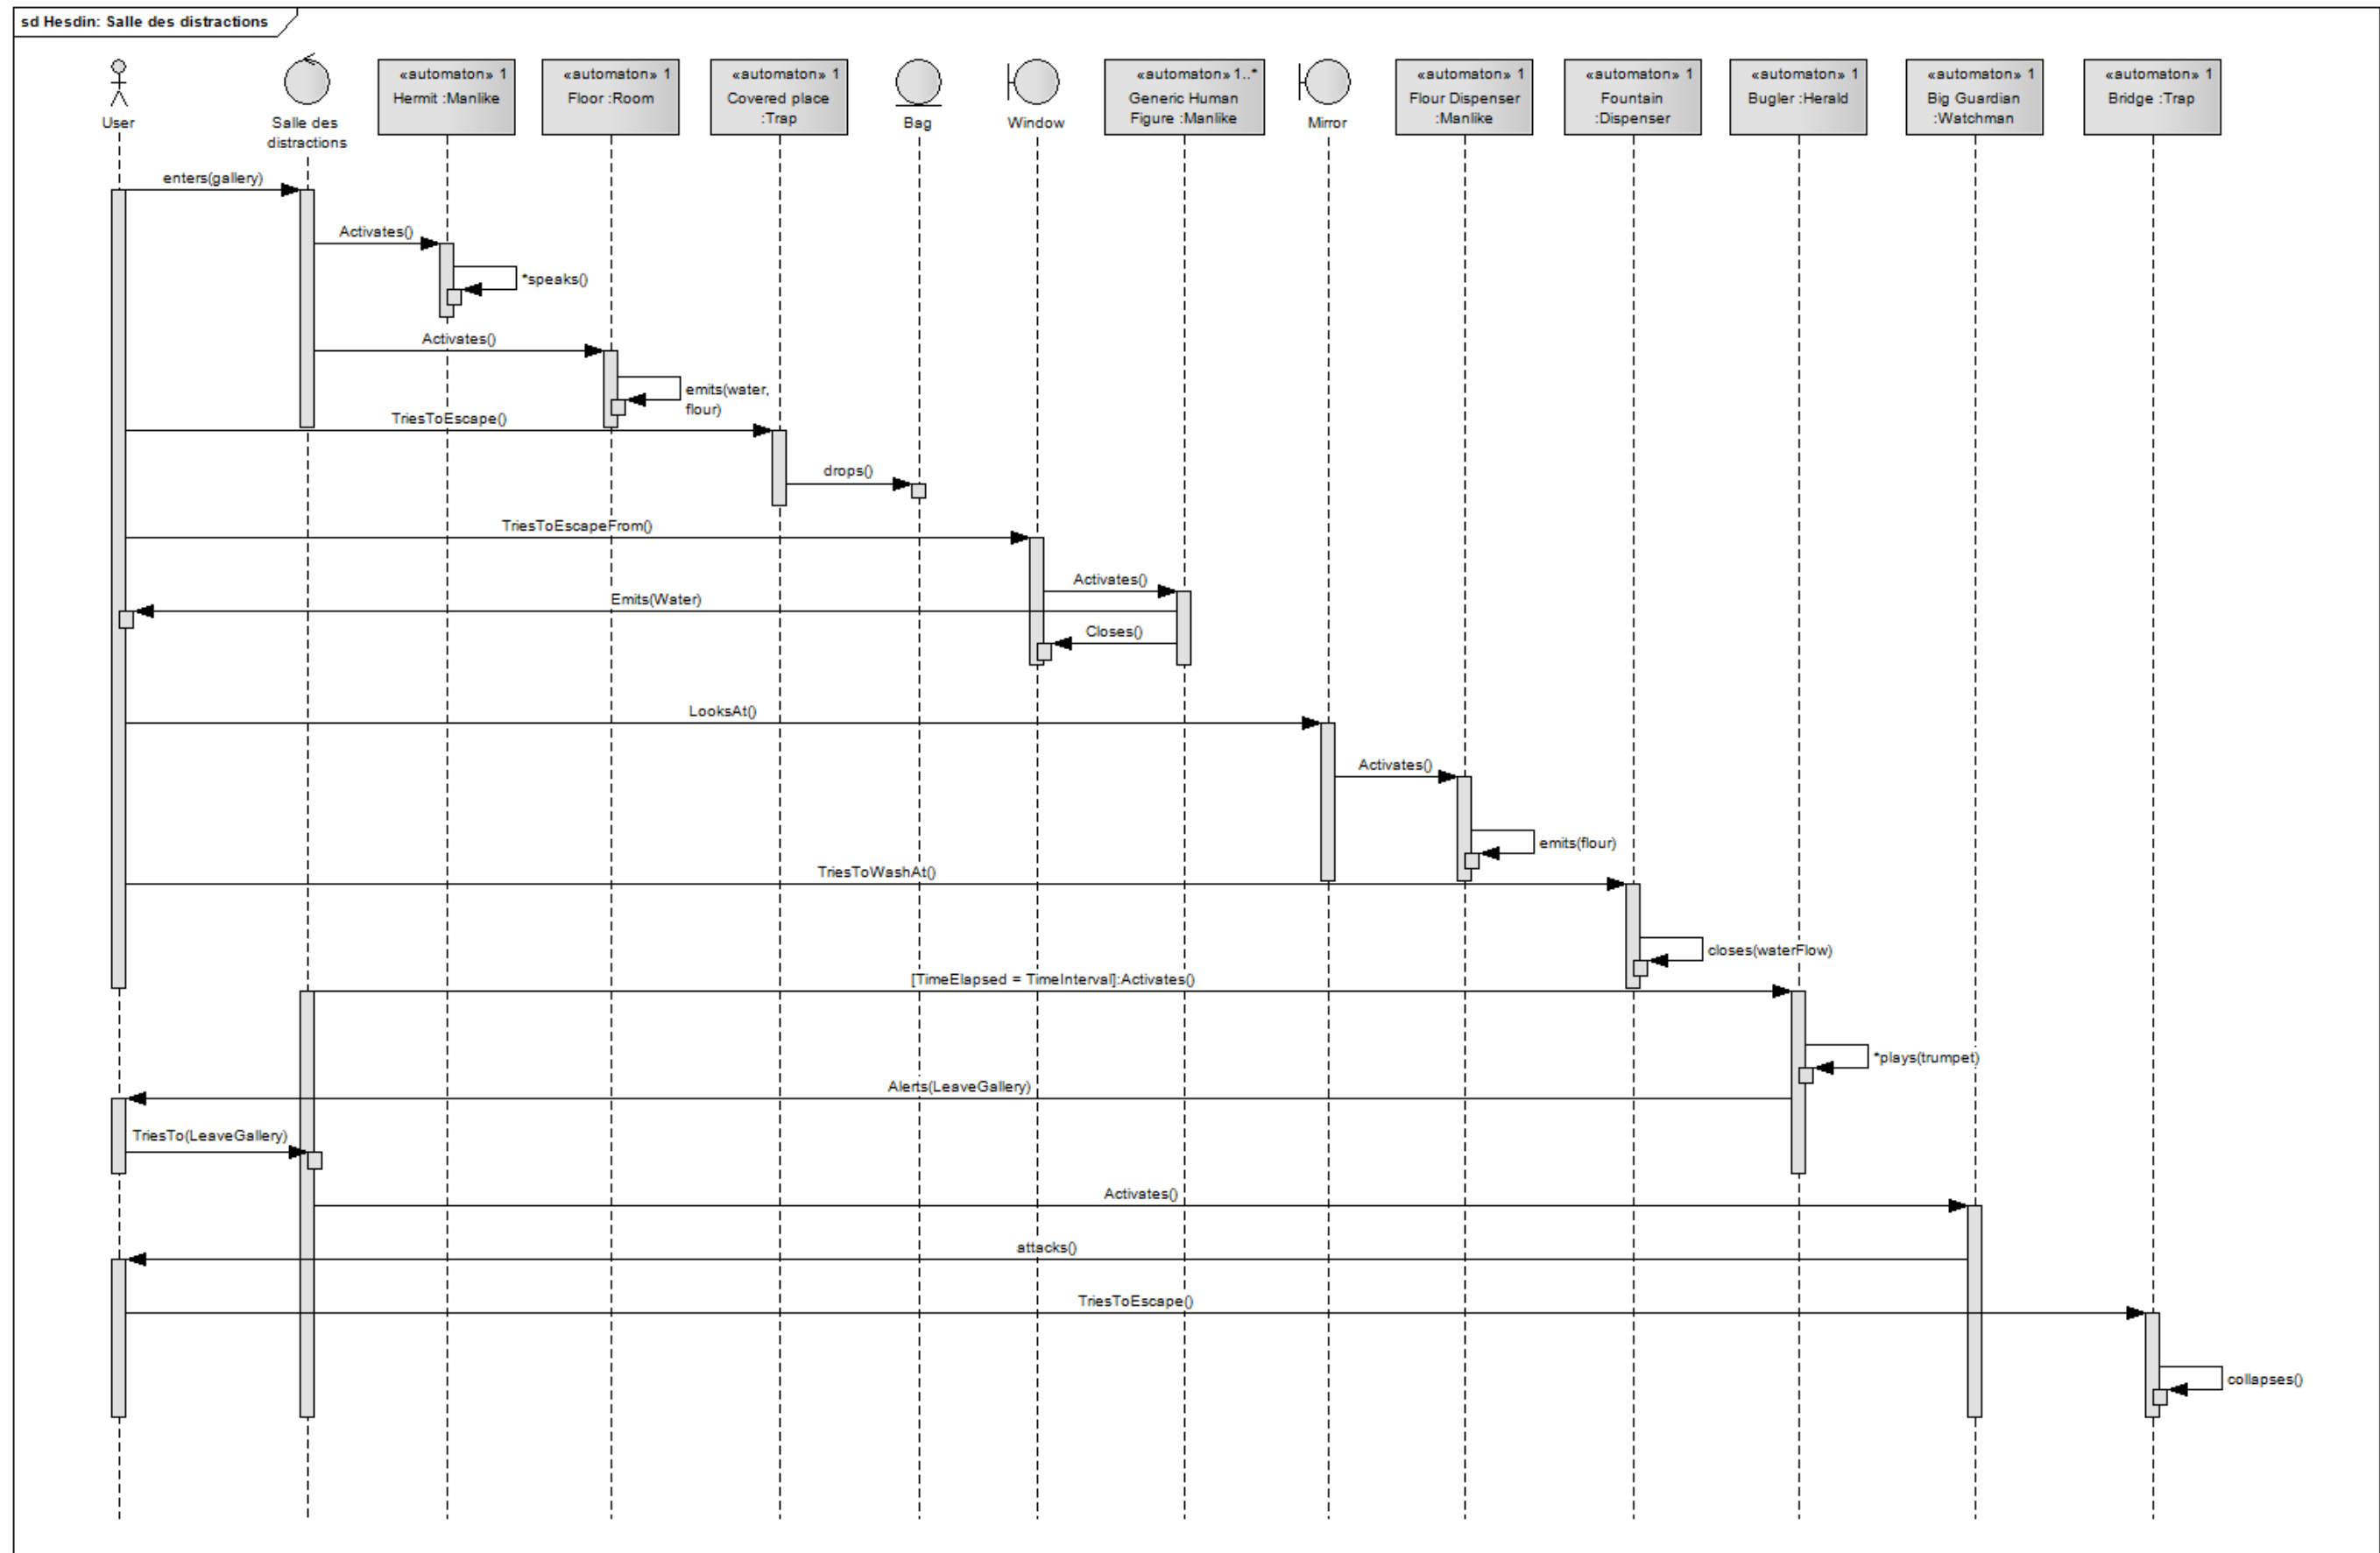 sd Hesdin: Salle des distractions
User
Salle des
distractions
«automaton» 1
Hermit :Manlike
«automaton» 1
Floor :Room
«automaton» 1
Covered place
:Trap
Bag
Window
«automaton» 1..*
Generic Human
Figure :Manlike
Mirror
«automaton» 1
Flour Dispenser
:Manlike
«automaton» 1
Fountain
:Dispenser
«automaton» 1
Bugler :Herald
«automaton» 1
Big Guardian
:Watchman
«automaton» 1
Bridge :Trap
enters(gallery)
Activates()
*speaks()
Activates()
emits(water,
flour)
TriesToEscape()
drops()
TriesToEscapeFrom()
Activates()
Emits(Water)
Closes()
LooksAt()
Activates()
emits(flour)
TriesToWashAt()
closes(waterFlow)
[TimeElapsed = TimeInterval]:Activates()
*plays(trumpet)
Alerts(LeaveGallery)
TriesTo(LeaveGallery)
Activates()
attacks()
TriesToEscape()
collapses()